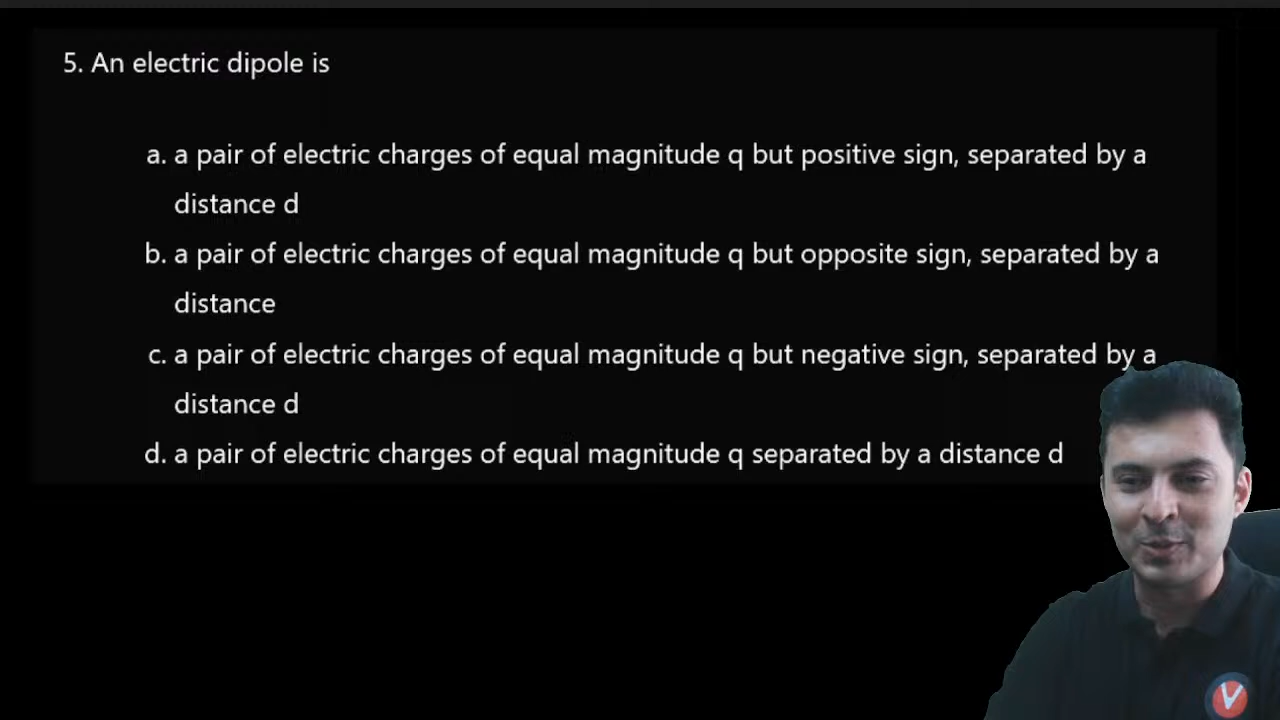 5. An electric dipole is
a. a pair of electric charges of equal magnitude q but positive sign, separated by a
distance d
b. a pair of electric charges of equal magnitude q but opposite sign, separated by a
distance
c. a pair of electric charges of equal magnitude q but negative sign, separated by a
distance d
d. a pair of electric charges of equal magnitude q separated by a distance d
V